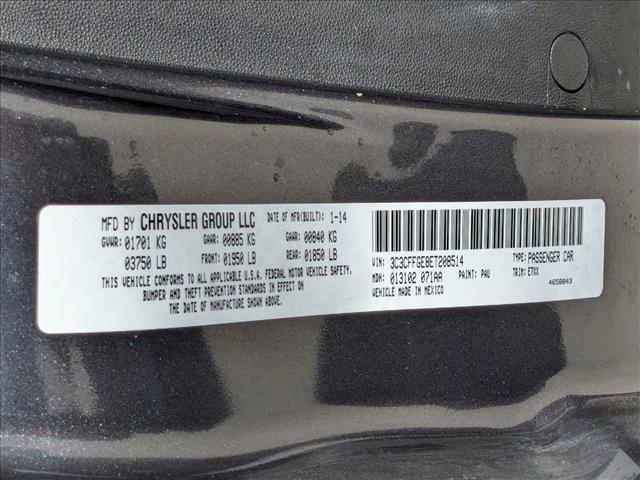 MFD BY CHRYSLER GROUP LLC DATE OF MFR(BUILT): 1-14
GVWR: 01701 KG GAWR: 00885 KG GAWR: 00840 KG
03750 LB FRONT: 01950 LB REAR: 01850 LB
THIS VEHICLE CONFORMS TO ALL APPLICABLE U.S.A. FEDERAL MOTOR VEHICLE SAFETY,
BUMPER AND THEFT PREVENTION STANDARDS IN EFFECT ON
THE DATE OF MANUFACTURE SHOWN ABOVE.
VIN: 3C3CFFGE8ET208514 TYPE: PASSENGER CAR
MDH: 013102 071AA PAINT: PAU TRIM: E7XX
VEHICLE MADE IN MEXICO 4658843